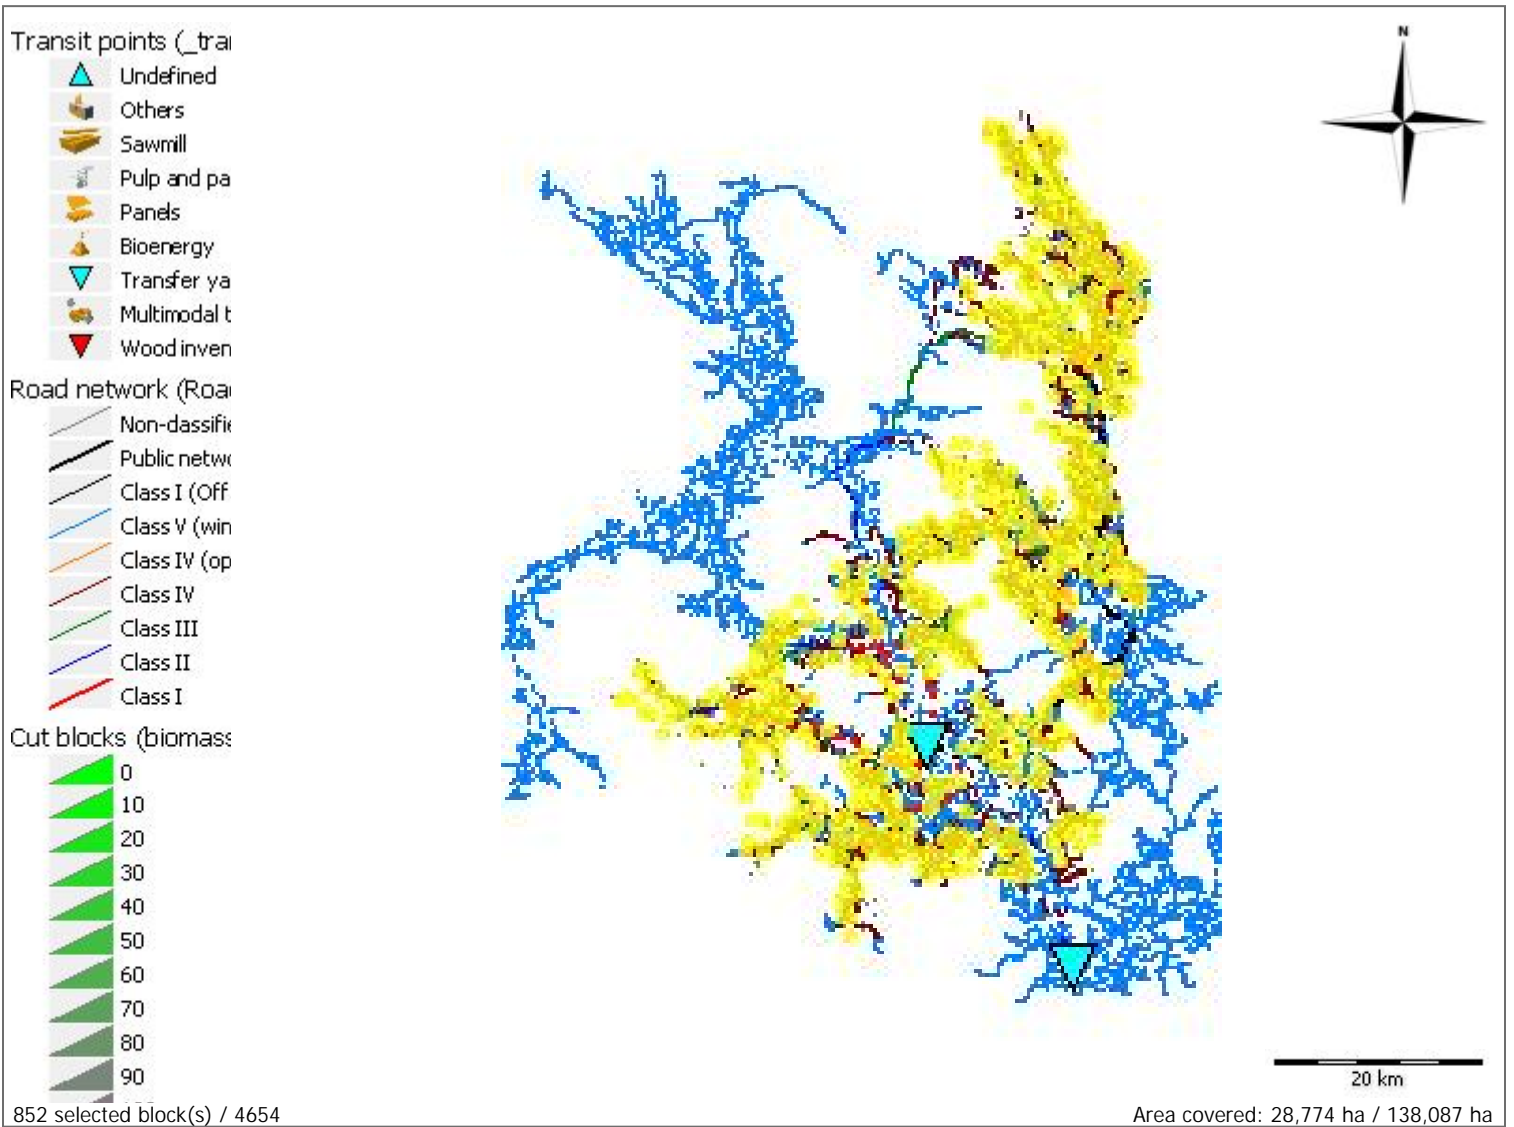 Transit points (_tra
Undefined
Others
Sawmill
Pulp and pa
Panels
Bioenergy
Transfer ya
Multimodal t
Wood inven
Road network (Roa
Non-classifie
Public netw
Class I (Off
Class V (win
Class IV (op
Class IV
Class III
Class II
Class I
Cut blocks (biomass
0
10
20
30
40
50
60
70
80
90
852 selected block(s) / 4654
N
20 km
Area covered: 28,774 ha / 138,087 ha